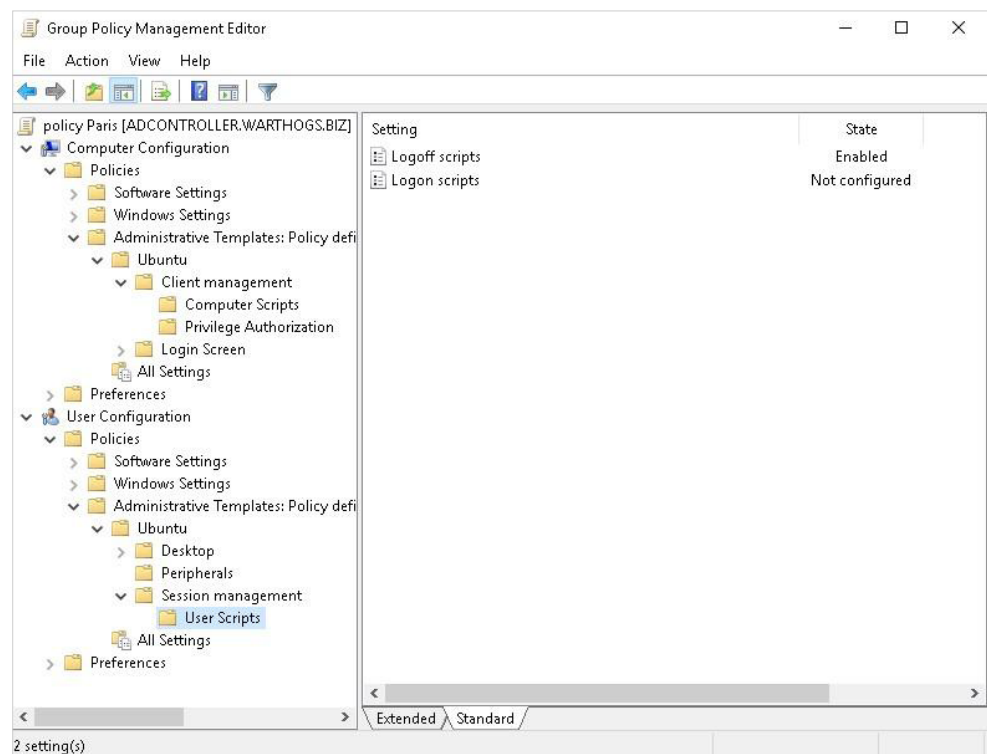 Group Policy Management Editor
File Action View Help
policy Paris [ADCONTROLLER.WARTHOGS.BIZ]
Computer Configuration
Policies
Software Settings
Windows Settings
Administrative Templates: Policy defi
Ubuntu
Client management
Computer Scripts
Privilege Authorization
Login Screen
All Settings
Preferences
User Configuration
Policies
Software Settings
Windows Settings
Administrative Templates: Policy defi
Ubuntu
Desktop
Peripherals
Session management
User Scripts
All Settings
Preferences
Setting State
Logoff scripts Enabled
Logon scripts Not configured
Extended Standard
2 setting(s)